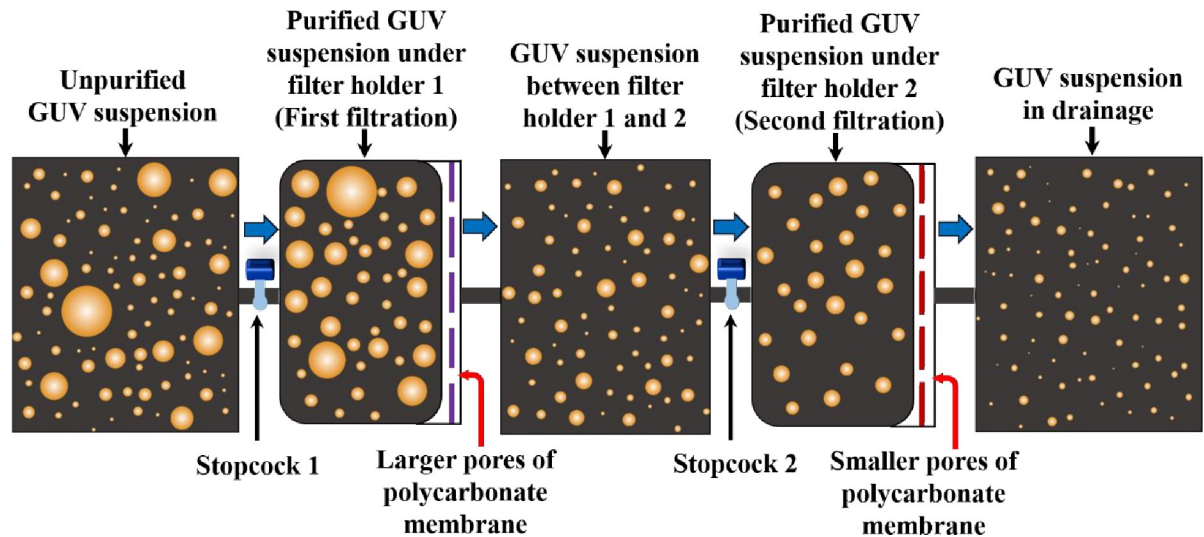 Unpurified
GUV suspension
Purified GUV
suspension under
filter holder 1
(First filtration)
GUV suspension
between filter
holder 1 and 2
Purified GUV
suspension under
filter holder 2
(Second filtration)
GUV suspension
in drainage
Stopcock 1
Larger pores of
polycarbonate
membrane
Stopcock 2
Smaller pores of
polycarbonate
membrane